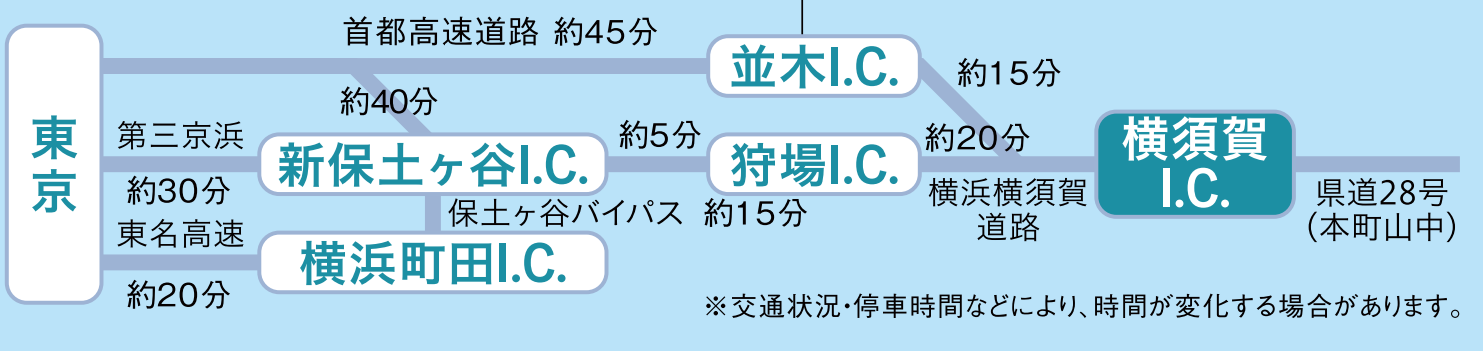 首都高速道路 約45分
並木I.C.
約15分
約40分
東京
第三京浜
約30分
新保土ヶ谷I.C.
約5分
狩場I.C.
約20分
横浜横須賀
道路
横須賀
I.C.
県道28号
(本町山中)
保土ヶ谷バイパス 約15分
東名高速
約20分
横浜町田I.C.
※交通状況・停車時間などにより、時間が変化する場合があります。